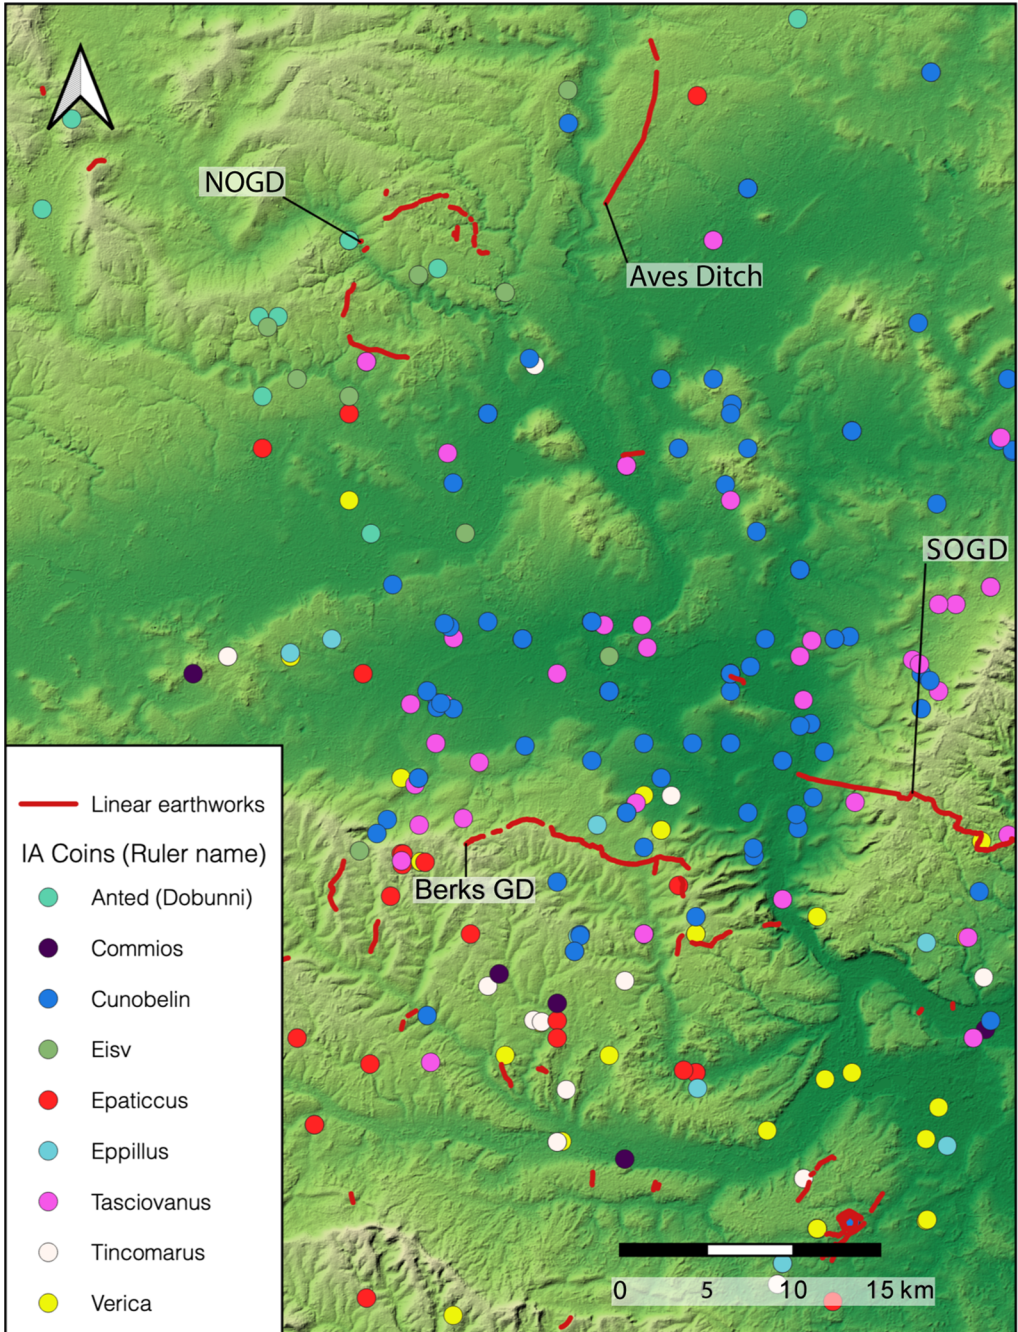 NOGD
Aves Ditch
SOGD
Berks GD
Linear earthworks
IA Coins (Ruler name)
Anted (Dobunni)
Commios
Cunobelin
Eisv
Epaticcus
Eppillus
Tasciovanus
Tincomarus
Verica
0 5 10 15 km